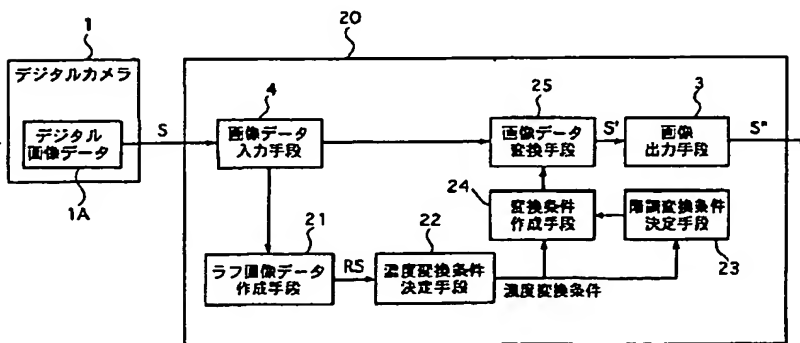 1
20
デジタルカメラ
デジタル
画像データ
1A
S
4
画像データ
入力手段
25
画像データ
変換手段
S'
3
画像
出力手段
S"
24
変換条件
作成手段
階調変換条件
決定手段
23
21
ラフ画像データ
作成手段
RS
22
濃度変換条件
決定手段
濃度変換条件